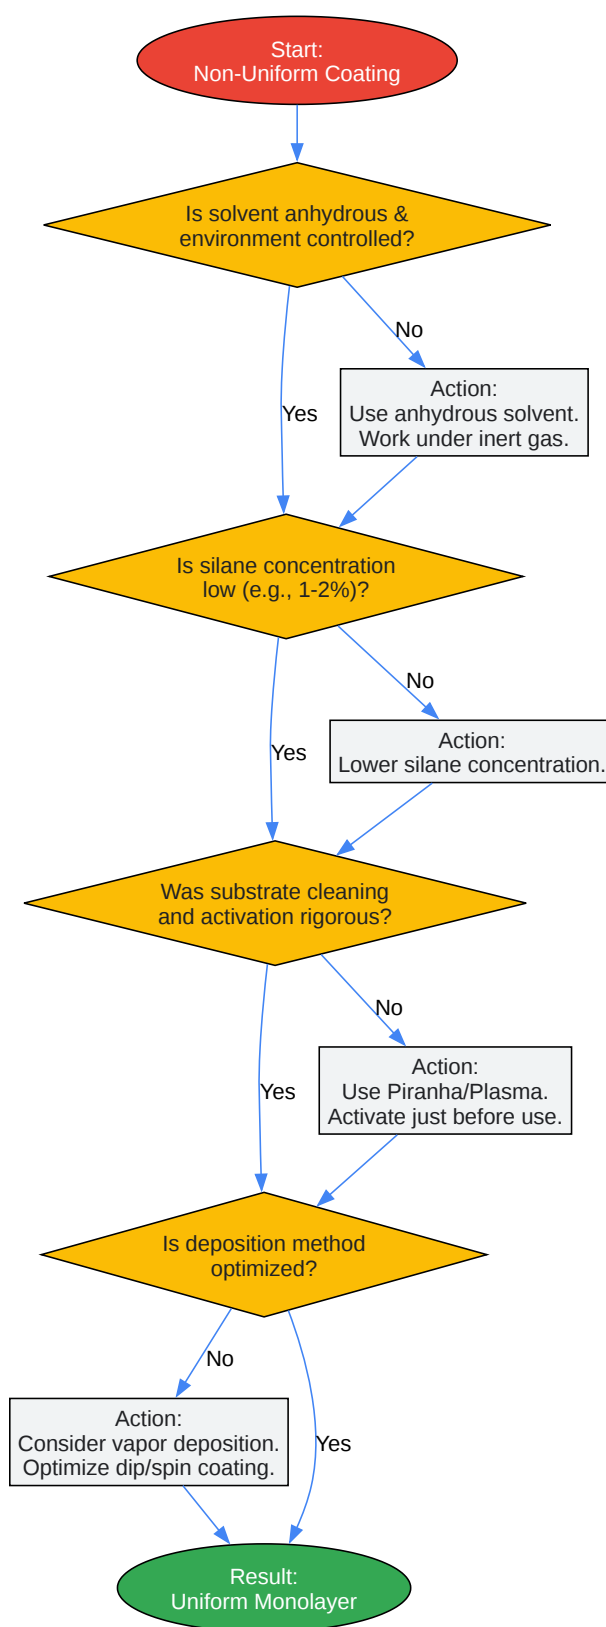 Start:
Non-Uniform Coating
Is solvent anhydrous &
environment controlled?
No
Action:
Use anhydrous solvent.
Work under inert gas.
Yes
Is silane concentration
low (e.g., 1-2%)?
No
Action:
Lower silane concentration.
Yes
Was substrate cleaning
and activation rigorous?
No
Action:
Use Piranha/Plasma.
Activate just before use.
Yes
Is deposition method
optimized?
No
Action:
Consider vapor deposition.
Optimize dip/spin coating.
Yes
Result:
Uniform Monolayer